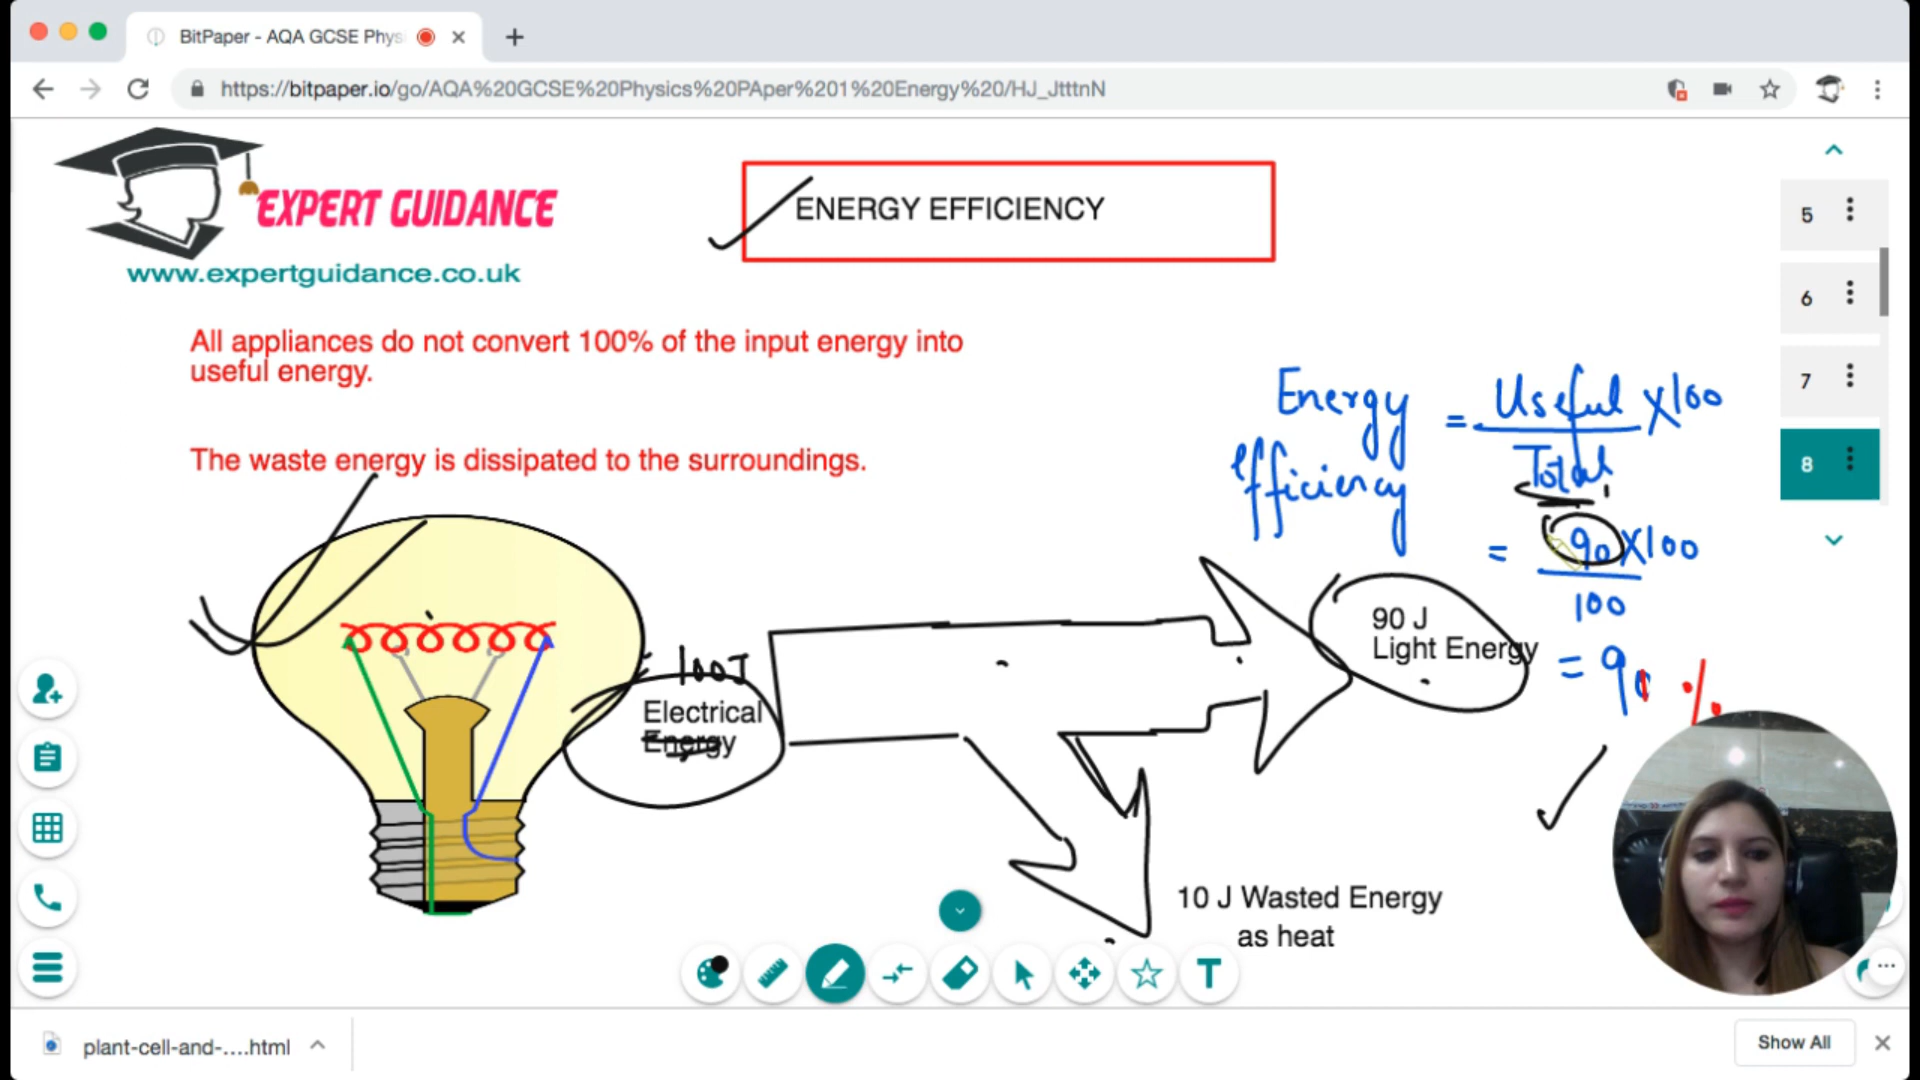 BitPaper - AQA GCSE Phys
https://bitpaper.io/go/AQA%20GCSE%20Physics%20PAper%201%20Energy%20/HJ_JtttnN
EXPERT GUIDANCE
www.expertguidance.co.uk
ENERGY EFFICIENCY
5
6
7
8
All appliances do not convert 100% of the input energy into
useful energy.
The waste energy is dissipated to the surroundings.
Energy
efficiency
= Useful X100
Total
= 90 X100
100
= 90 %
100J
Electrical
Energy
90 J
Light Energy
10 J Wasted Energy
as heat
T
plant-cell-and-....html
Show All